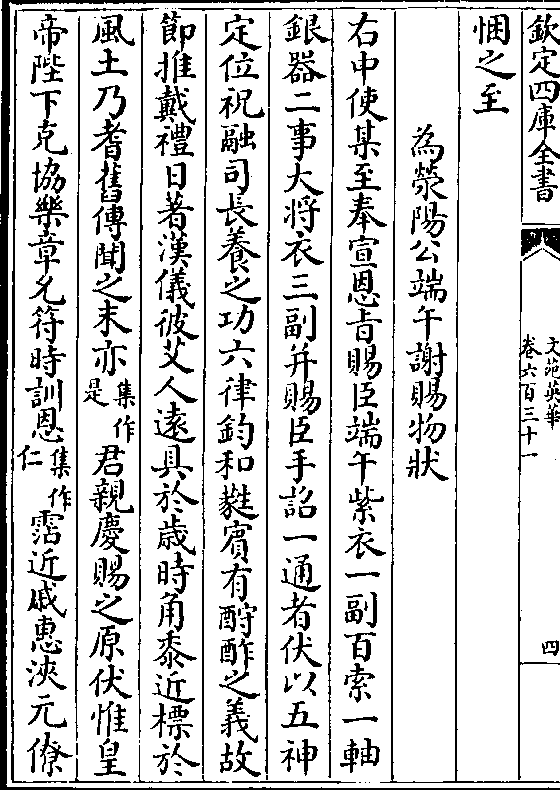 欽定四庫全書
文苑英華
卷六百三十一
四
悃之至
為滎陽公端午謝賜物狀
右中使某至奉宣恩旨賜臣端午紫衣一副百索一軸
銀器二事大將衣三副并賜臣手詔一通者伏以五神
定位祝融司長養之功六律鈞和蕤賓有酬酢之義故
節推戴禮日著漢儀彼艾人遠具於歲時角黍近標於
風土乃耆舊傳聞之末亦集作是君親慶賜之原伏惟皇
帝陛下克協樂章允符時訓恩集作仁霑近戚惠浹元僚